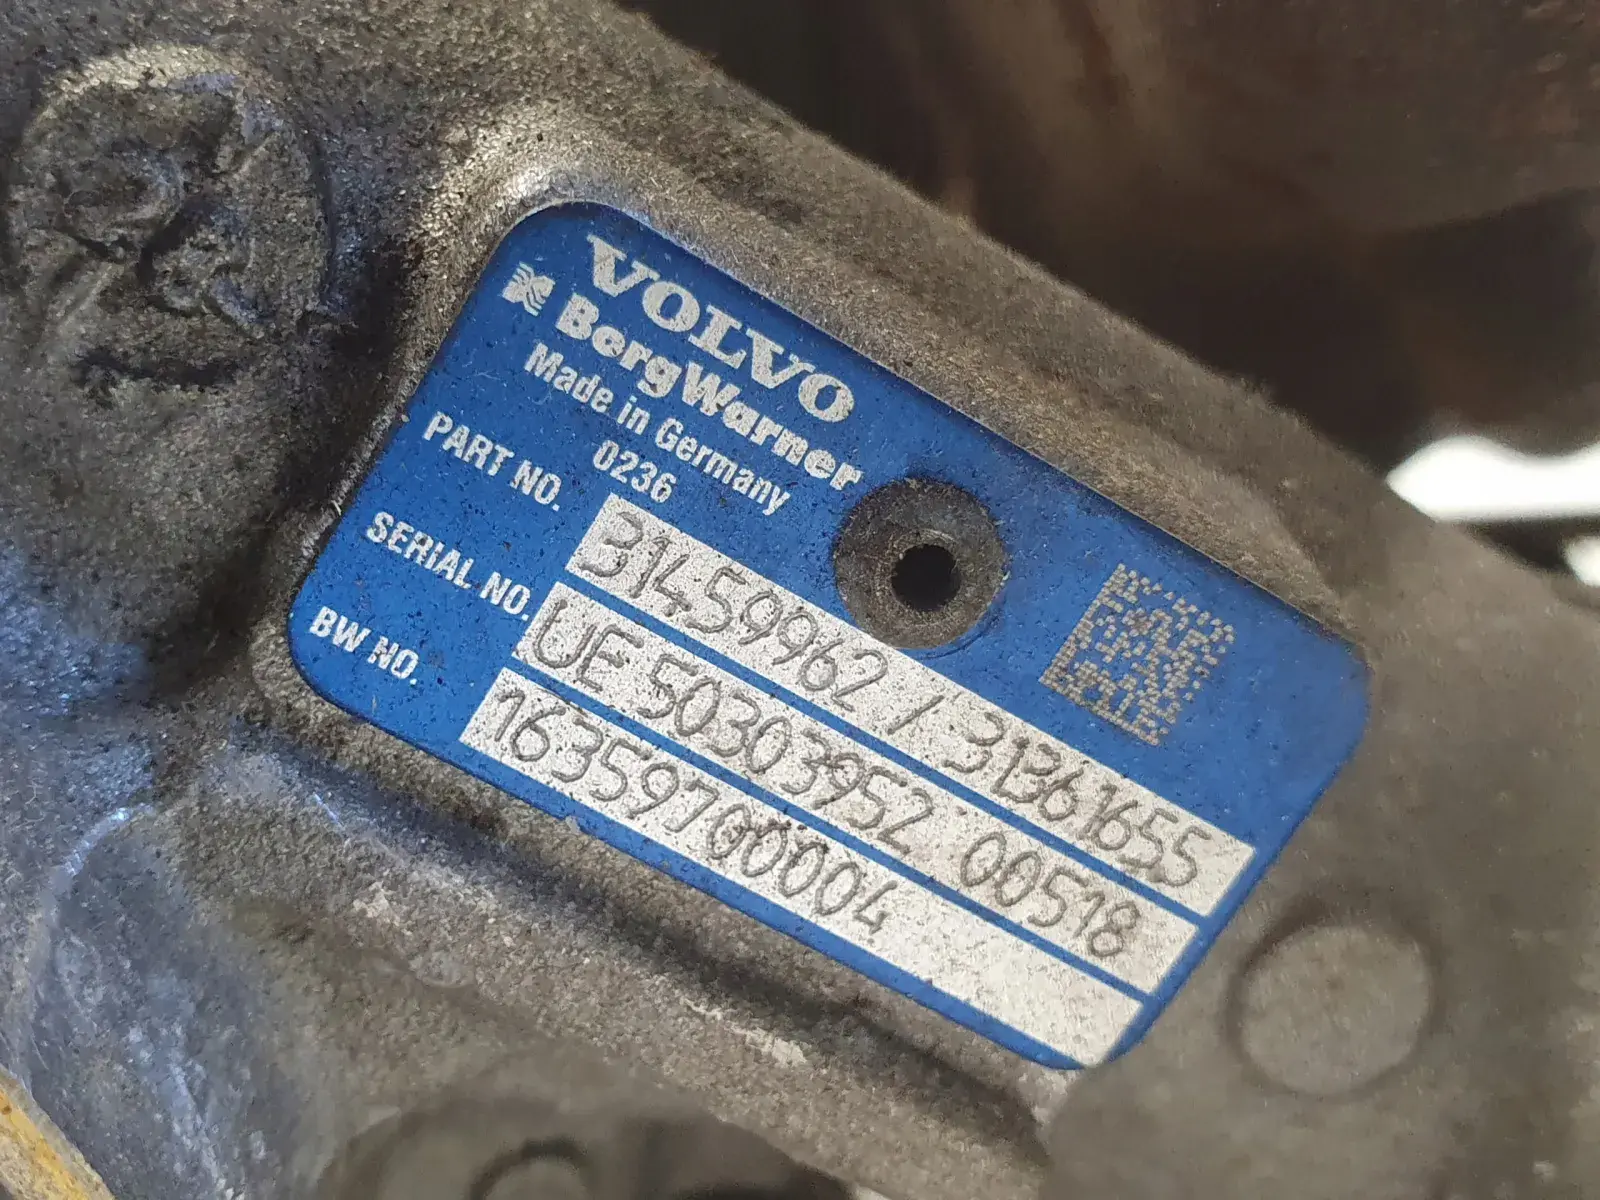 VOLVO
BorgWarner
Made in Germany
0236
PART NO. 31459962 / 31361655
SERIAL NO. UE 50303952 00518
BW NO. 16359700004